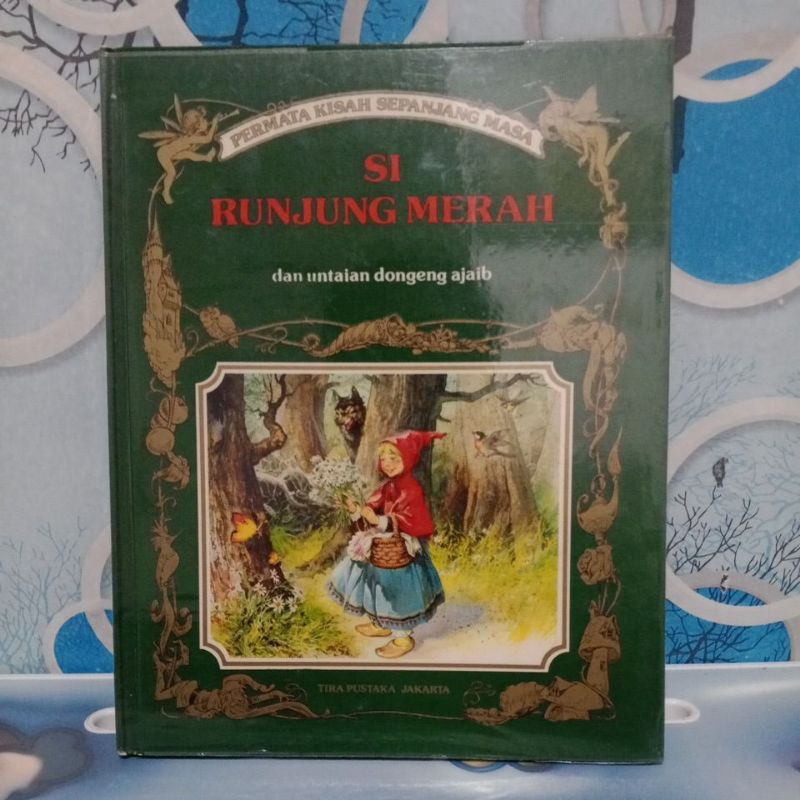 PERMATA KISAH SEPANJANG MASA
SI
RUNJUNG MERAH
dan untaian dongeng ajaib
TIRA PUSTAKA JAKARTA